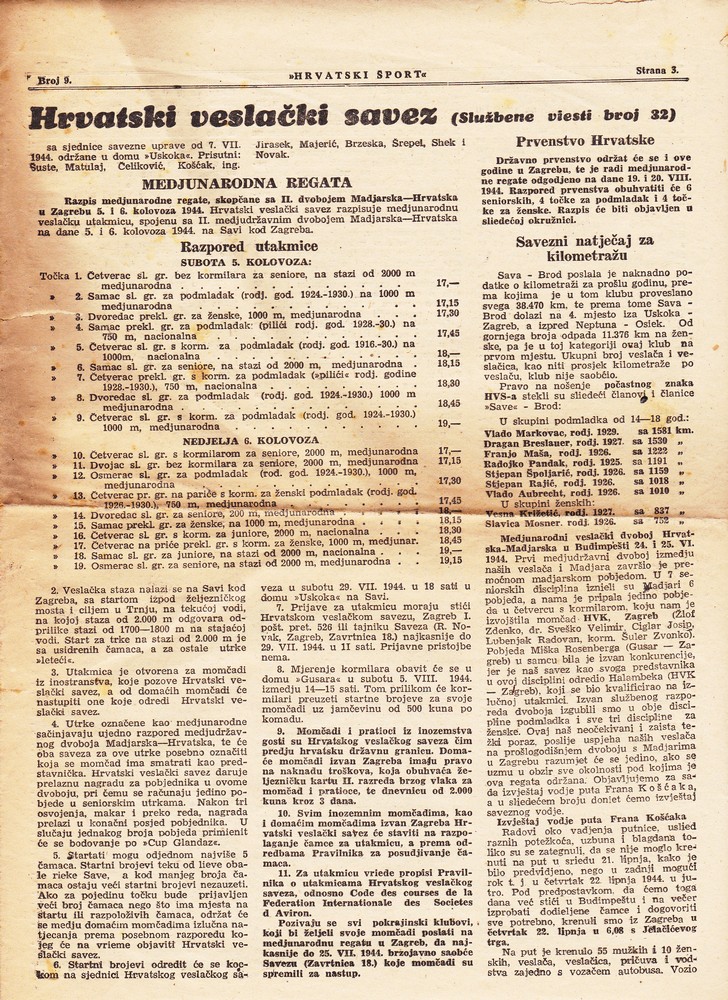 Broj 9.
»HRVATSKI ŠPORT«
Strana 3.
Hrvatski veslački savez (Službene viesti broj 32)
sa sjednice savezne uprave od 7. VII.
1944. održane u domu »Uskoka«. Prisutni:
Šuste, Matulaj, Čeliković, Košćak, ing.
Jirasek, Majerić, Brzeska, Šrepel, Shek i
Novak.
MEDJUNARODNA REGATA
Razpis medjunarodne regate, skopčane sa II. dvobojem Madjarska—Hrvatska
u Zagrebu 5. i 6. kolovoza 1944. Hrvatski veslački savez razpisuje medjunarodnu
veslačku utakmicu, spojenu sa II. medjudržavnim dvobojem Madjarska—Hrvatska
na dane 5. i 6. kolovoza 1944. na Savi kod Zagreba.
Razpored utakmice
SUBOTA 5. KOLOVOZA:
Točka 1. Četverac sl. gr. bez kormilara za seniore, na stazi od 2000 m
medjunarodna . . . . . . . . . . . 17,—
» 2. Samac sl. gr. za podmladak (rodj. god. 1924.-1930.) na 1000 m
medjunarodna . . . . . . . . . . . 17,15
» 3. Dvoredac prekl. gr. za ženske, 1000 m, medjunarodna . . . 17,30
» 4. Samac prekl. gr. za podmladak: (pilići rodj. god. 1928.-30.) na
750 m, nacionalna . . . . . . . . . 17,45
» 5. Četverac sl. gr. s korm. za podmladak (rodj. god. 1916.-30.) na
1000m, nacionalna . . . . . . . . . 18,—
» 6. Samac sl. gr. za seniore, na stazi od 2000 m, medjunarodna . 18,15
» 7. Četverac prekl. gr. s korm. za podmladak (»pilići« rodj. godine
1928.-1930.), 750 m, nacionalna . . . . . . 18,30
» 8. Dvoredac sl. gr. za podmladak (rodj. god. 1924.-1930.) 1000 m
medjunarodna . . . . . . . . . . . 18,45
» 9. Četverac sl. gr. s korm. za podmladak (rodj. god. 1924.-1930.)
1000 m, medjunarodna . . . . . . . . 19,—
NEDJELJA 6. KOLOVOZA
» 10. Četverac sl. gr. s kormilarom za seniore, 2000 m, medjunarodna 17,—
» 11. Dvojac sl. gr. bez kormilara za seniore, 2000 m, medjunarodna 17,15
» 12. Osmerac sl. gr. za podmladak (rodj. god. 1924.-1930.), 1000 m,
medjunarodna . . . . . . . . . . . 17,30
» 13. Četverac pr. gr. na pariče s korm. za ženski podmladak (rodj. god.
1926.-1930.), 750 m, medjunarodna . . . . . 17,45
» 14. Dvoredac sl. gr. za seniore, 200 m, medjunarodna . . . 18,—
» 15. Samac prekl. gr. za ženske, na 1000 m, medjunarodna . . . 18,15
» 16. Četverac sl. gr. s korm. za juniore, 2000 m, nacionalna . . 18,30
» 17. Četverac na priče prekl. gr. s korm. za ženske, 1000 m, medjunar. 18,45
» 18. Samac sl. gr. za juniore, na stazi od 2000 m, nacionalna . . 19,—
» 19. Osmerac sl. gr. za seniore, na stazi od 2000 m, medjunarodna . 19,15
2. Veslačka staza nalazi se na Savi kod
Zagreba, sa startom izpod željezničkog
mosta i ciljem u Trnju, na tekućoj vodi,
na kojoj staza od 2.000 m odgovara od-
prilike stazi od 1700—1800 m na stajaćoj
vodi. Start za trke na stazi od 2.000 m je
sa usidrenih čamaca, a za ostale utrke
»leteći«.
3. Utakmica je otvorena za momčadi
iz inostranstva, koje pozove Hrvatski ve-
slački savez, a od domaćih momčadi će
nastupiti one koje odredi Hrvatski ve-
slački savez.
4. Utrke označene kao medjunarodne
sačinjavaju ujedno razpored medjudržav-
nog dvoboja Madjarska—Hrvatska, te će
oba saveza za ove utrke posebno označiti
koja se momčad ima smatrati kao pred-
stavnička. Hrvatski veslački savez daruje
prelaznu nagradu za pobjednika u ovome
dvoboju, pri čemu se računaju jedino po-
bjede u seniorskim utrkama. Nakon tri
osvojenja, makar i preko reda, nagrada
prelazi u konačni posjed pobjednika. U
slučaju jednakog broja pobjeda primienit
će se bodovanje po »Cup Glandaz«.
5. Startati mogu odjednom najviše 5
čamaca. Startni brojevi teku od lieve oba-
le rieke Save, a kod manjeg broja ča-
maca ostaju veći startni brojevi nezauzeti.
Ako za pojedinu točku bude prijavljen
veći broj čamaca nego što ima mjesta na
startu ili razpoloživih čamaca, održat će
se medju domaćim momčadima izlučna na-
tjecanja prema posebnom razporedu ko-
jeg će na vrieme objaviti Hrvatski ve-
slački savez.
6. Startni brojevi odredit će se koc-
kom na sjednici Hrvatskog veslačkog sa-
veza u subotu 29. VII. 1944. u 18 sati u
domu »Uskoka« na Savi.
7. Prijave za utakmicu moraju stići
Hrvatskom veslačkom savezu, Zagreb I.
pošt. pret. 526 ili tajniku Saveza (R. No-
vak, Zagreb, Zavrtnica 18.) najkasnije do
29. VII. 1944. u 11 sati. Prijavne pristojbe
nema.
8. Mjerenje kormilara obavit će se u
domu »Gusara« u subotu 5. VIII. 1944.
izmedju 14—15 sati. Tom prilikom će kor-
milari preuzeti startne brojeve za svoje
momčadi uz jamčevinu od 500 kuna po
komadu.
9. Momčadi i pratioci iz inozemstva
gosti su Hrvatskog veslačkog saveza čim
predju hrvatsku državnu granicu. Doma-
će momčadi izvan Zagreba imaju pravo
na naknadu troškova, koja obuhvaća že-
ljezničku kartu II. razreda brzog vlaka za
momčad i pratioce, te dnevnicu od 2.000
kuna kroz 3 dana.
10. Svim inozemnim momčadima, kao
i domaćim momčadima izvan Zagreba Hr-
vatski veslački savez će staviti na razpo-
laganje čamce za utakmicu, a prema od-
redbama Pravilnika za posudjivanje ča-
maca.
11. Za utakmicu vriede propisi Pravil-
nika o utakmicama Hrvatskog veslačkog
saveza, odnosno Code des courses de la
Federation Internationale des Societes
d Aviron.
Pozivaju se svi pokrajinski klubovi,
koji bi željeli svoje momčadi poslati na
medjunarodnu regatu u Zagreb, da naj-
kasnije do 25. VII. 1944. brzojavno saobće
Savezu (Zavrtnica 18.) koje momčadi su
spremili za nastup.
Prvenstvo Hrvatske
Državno prvenstvo održat će se i ove
godine u Zagrebu, te je radi medjunarod-
ne regate odgodjeno na dane 19. i 20. VIII.
1944. Razpored prvenstva obuhvatiti će 6
seniorskih, 4 točke za podmladak i 4 toč-
ke za ženske. Razpis će biti objavljen u
sliedećoj okružnici.
Savezni natječaj za
kilometražu
Sava - Brod poslala je naknadno po-
datke o kilometraži za prošlu godinu, pre-
ma kojima je u tom klubu proveslano
svega 38.470 km, te prema tome Sava -
Brod dolazi na 4. mjesto iza Uskoka -
Zagreb, a izpred Neptuna - Osiek. Od
gornjega broja odpada 11.376 km na žen-
ske, pa je u toj kategoriji ovaj klub na
prvom mjestu. Ukupni broj veslača i ve-
slačica, kao niti prosjek kilometraže po
veslaču, klub nije saobćio.
Pravo na nošenje počastnog znaka
HVS-a stekli su sliedeći članovi i članice
»Save« - Brod:
U skupini podmladka od 14—18 god.:
Vlado Markovac, rodj. 1929. sa 1581 km.
Dragan Breslauer, rodj. 1927. sa 1530 „
Franjo Maša, rodj. 1926. sa 1222 „
Radojko Pandak, rodj. 1925. sa 1191 „
Stjepan Špoljarić, rodj. 1926. sa 1159 „
Stjepan Rajić, rodj. 1926. sa 1018 „
Vlado Aubrecht, rodj. 1926. sa 1010 „
U skupini ženskih:
Vesna Križetić, rodj. 1927. sa 837 „
Slavica Mosner. rodj. 1926. sa 752 „
Medjunarodni veslački dvoboj Hrvat-
ska-Madjarska u Budimpešti 24. i 25. VI.
1944. Prvi medjudržavni dvoboj izmedju
naših veslača i Madjara završio je pre-
moćnom madjarskom pobjedom. U 7 se-
niorskih disciplina izmieli su Madjari 6
pobjeda, a nama je pripala jedino pobje-
da u četvercu s kormilarom, koju nam je
izvojštila momčad HVK, Zagreb (Zlof
Zdenko, dr. Sveško Velimir, Ciglar Josip,
Lubenjak Radovan, korm. Šuler Zvonko).
Pobjeda Miška Rosenberga (Gusar — Za-
greb) u samcu bila je izvan konkurencije,
jer je naš savez kao svoga predstavnika
u ovoj disciplini odredio Halambeka (HVK
— Zagreb), koji se bio kvalificirao na iz-
lučnoj utakmici. Izvan službenog razpo-
reda dvoboja izgubili smo u obje disci-
pline podmladka i sve tri discipline za
ženske. Ovaj naš neočekivani i zaista te-
žki poraz, poslije uspjeha naših veslača
na prošlogodišnjem dvoboju s Madjarima
u Zagrebu razumjet će se jedino, ako se
uzmu u obzir sve okolnosti pod kojima je
ova regata održana. Objavljujemo za sa-
da izvještaj vodje puta Frana Košćaka,
a u sliedećem broju donjet ćemo izvještaj
saveznog vodje.
Izvještaj vodje puta Frana Košćaka
Radovi oko vadjenja putnice, uslied
raznih potežkoća, uzbuna i blagdana to-
liko su se zategnuli, da se nije moglo kre-
nuti na put u sriedu 21. lipnja, kako je
bilo predvidjeno, nego u zadnji mogući
rok t. j. u četvrtak 22. lipnja 1944. u ju-
tro. Pod predpostavkom, da ćemo toga
dana već stići u Budimpeštu i na večer
izprobati dodieljene čamce i dogovoriti
sve potrebno, krenuli smo iz Zagreba u
četvrtak 22. lipnja u 6,08 s Jelačićevog
trga.
Na put je krenulo 55 mužkih i 10 žen-
skih, veslača, veslačica, pričuva i vod-
stva zajedno s vozačem autobusa. Vozio